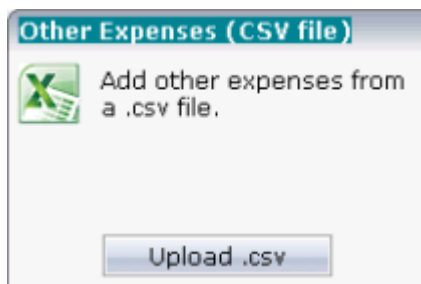 Other Expenses (CSV file)
Add other expenses from
a .csv file.
Upload .csv